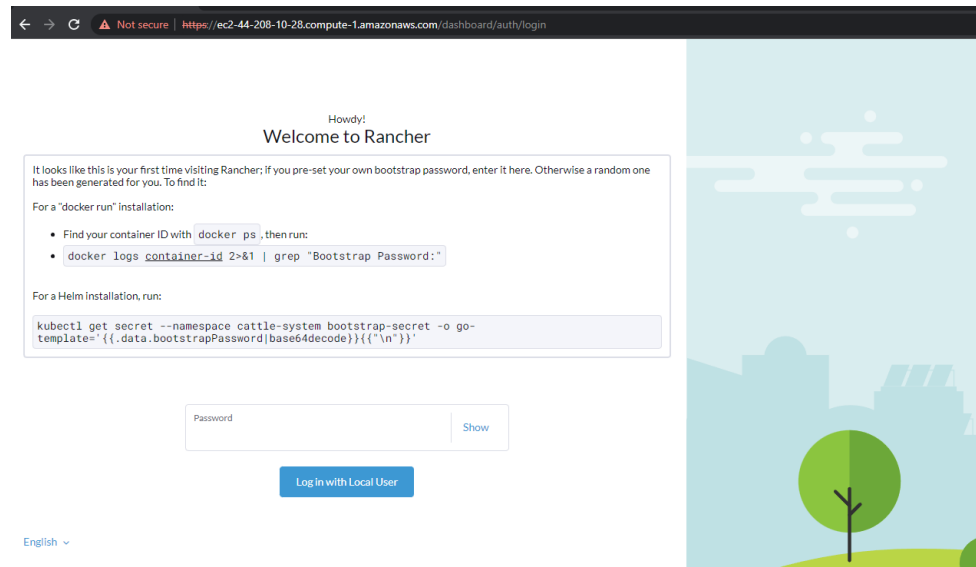 Not secure | https://ec2-44-208-10-28.compute-1.amazonaws.com/dashboard/auth/login
Howdy!
Welcome to Rancher
It looks like this is your first time visiting Rancher; if you pre-set your own bootstrap password, enter it here. Otherwise a random one
has been generated for you. To find it:
For a "docker run" installation:
• Find your container ID with docker ps , then run:
• docker logs container-id 2>&1 | grep "Bootstrap Password:"
For a Helm installation, run:
kubectl get secret --namespace cattle-system bootstrap-secret -o go-
template='{{.data.bootstrapPassword|base64decode}}{{"\n"}}'
Password
Show
Log in with Local User
English